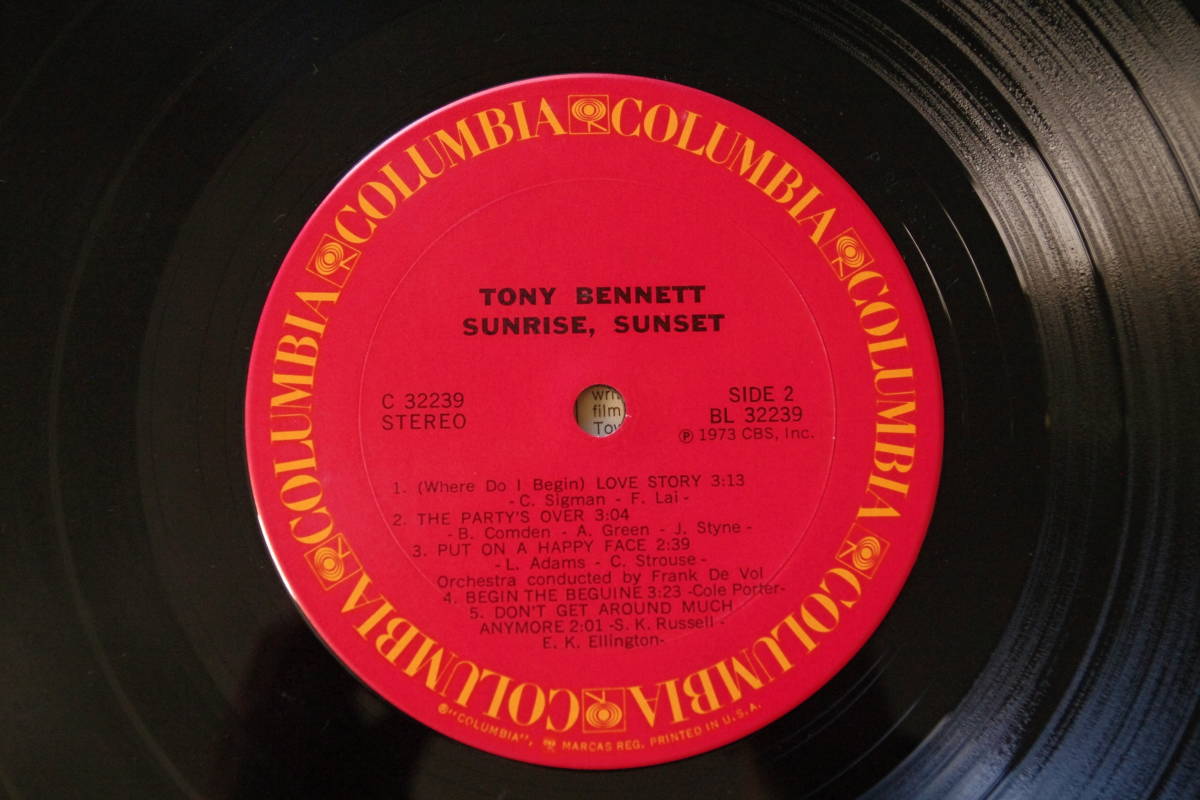 COLUMBIA COLUMBIA COLUMBIA COLUMBIA COLUMBIA COLUMBIA COLUMBIA COLUMBIA
TONY BENNETT
SUNRISE, SUNSET
C 32239
STEREO
SIDE 2
BL 32239
℗ 1973 CBS, Inc.
film
1. (Where Do I Begin) LOVE STORY 3:13
- C. Sigman - F. Lai -
2. THE PARTY'S OVER 3:04
- B. Comden - A. Green - J. Styne -
3. PUT ON A HAPPY FACE 2:39
- L. Adams - C. Strouse -
Orchestra conducted by Frank De Vol
4. BEGIN THE BEGUINE 3:23 -Cole Porter-
5. DON'T GET AROUND MUCH
ANYMORE 2:01 -S. K. Russell -
E. K. Ellington-
®"COLUMBIA", MARCAS REG. PRINTED IN U.S.A.